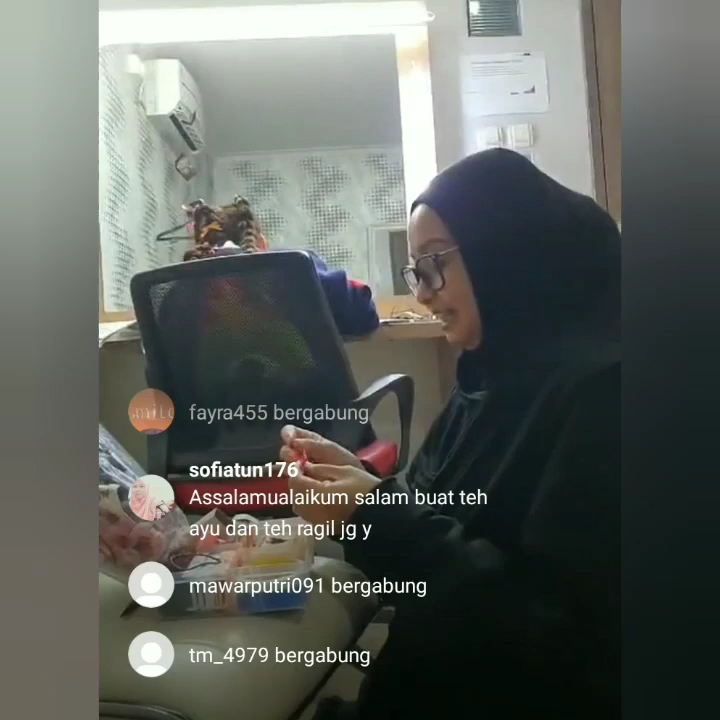 fayra455 bergabung
sofiatun176
Assalamualaikum salam buat teh
ayu dan teh ragil jg y
mawarputri091 bergabung
tm_4979 bergabung